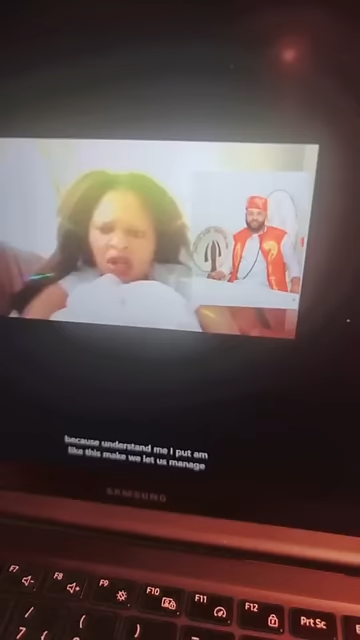 because understand me I put am
like this make we let us manage
SAMSUNG
F7
F8
F9
F10
F11
F12
Prt Sc
/
(
)
7